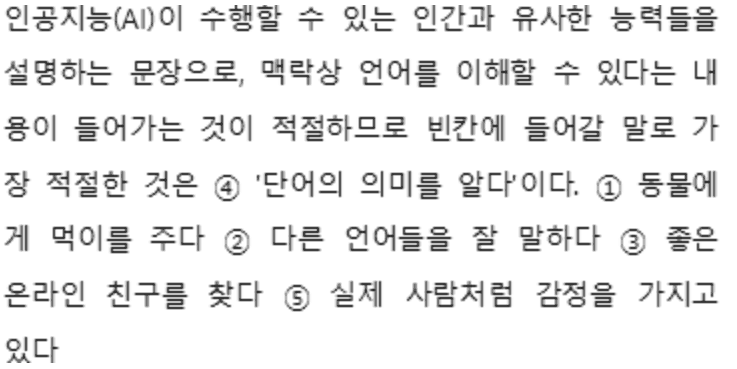 인공지능(AI)이 수행할 수 있는 인간과 유사한 능력들을
설명하는 문장으로, 맥락상 언어를 이해할 수 있다는 내
용이 들어가는 것이 적절하므로 빈칸에 들어갈 말로 가
장 적절한 것은 ④ '단어의 의미를 알다'이다. ① 동물에
게 먹이를 주다 ② 다른 언어들을 잘 말하다 ③ 좋은
온라인 친구를 찾다 ⑤ 실제 사람처럼 감정을 가지고
있다